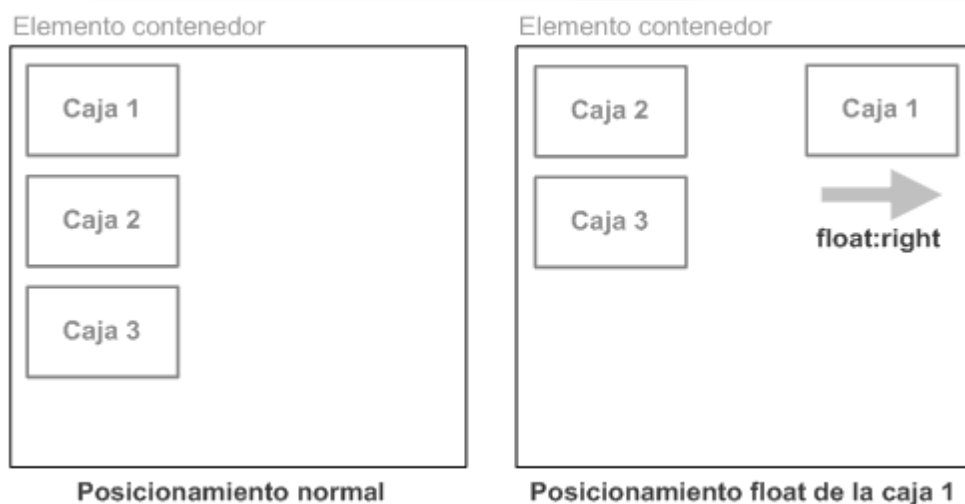 Elemento contenedor
Caja 1
Caja 2
Caja 3
Posicionamiento normal
Elemento contenedor
Caja 2
Caja 1
Caja 3
float:right
Posicionamiento float de la caja 1